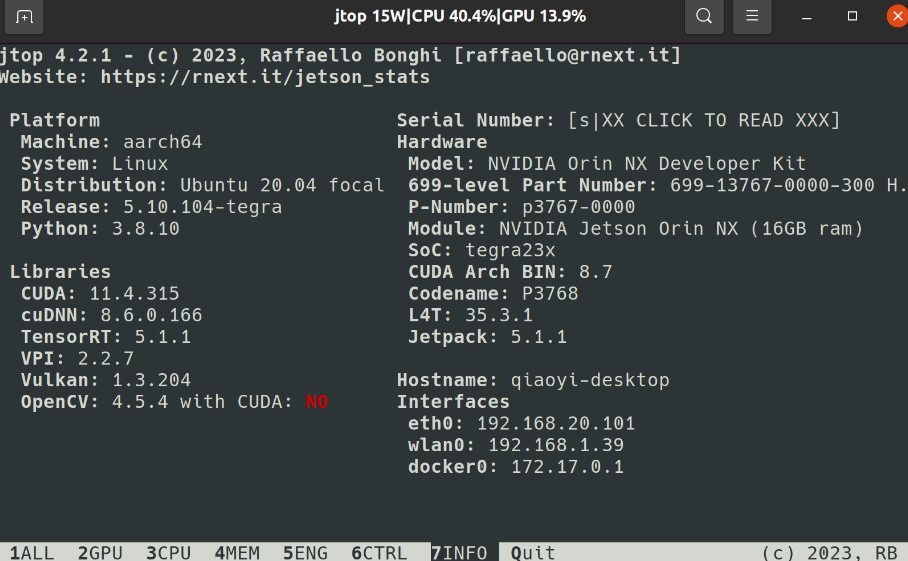 jtop 15W|CPU 40.4%|GPU 13.9%
jtop 4.2.1 - (c) 2023, Raffaello Bonghi [raffaello@rnext.it]
Website: https://rnext.it/jetson_stats
Platform
Machine: aarch64
System: Linux
Distribution: Ubuntu 20.04 focal
Release: 5.10.104-tegra
Python: 3.8.10
Libraries
CUDA: 11.4.315
cuDNN: 8.6.0.166
TensorRT: 5.1.1
VPI: 2.2.7
Vulkan: 1.3.204
OpenCV: 4.5.4 with CUDA: NO
Serial Number: [s|XX CLICK TO READ XXX]
Hardware
Model: NVIDIA Orin NX Developer Kit
699-level Part Number: 699-13767-0000-300 H.
P-Number: p3767-0000
Module: NVIDIA Jetson Orin NX (16GB ram)
SoC: tegra23x
CUDA Arch BIN: 8.7
Codename: P3768
L4T: 35.3.1
Jetpack: 5.1.1
Hostname: qiaoyi-desktop
Interfaces
eth0: 192.168.20.101
wlan0: 192.168.1.39
docker0: 172.17.0.1
1ALL 2GPU 3CPU 4MEM 5ENG 6CTRL 7INFO Quit (c) 2023, RB